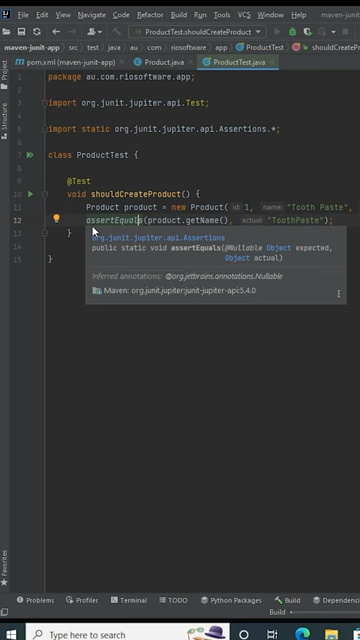 File Edit View Navigate Code Refactor Build Run Tools VCS Window Help maven-junit
ProductTest.shouldCreateProduct
maven-junit-app src test java au com riosoftware app ProductTest shouldCreateProduct
pom.xml (maven-junit-app) Product.java ProductTest.java
Project
Structure
Favorites
1 package au.com.riosoftware.app;
2
3 import org.junit.jupiter.api.Test;
4
5 import static org.junit.jupiter.api.Assertions.*;
6
7 class ProductTest {
8
9 @Test
10 void shouldCreateProduct() {
11 Product product = new Product( id: 1, name: "Tooth Paste",
12 assertEquals(product.getName(), actual: "ToothPaste");
13 }
15 }
org.junit.jupiter.api.Assertions
public static void assertEquals(@Nullable Object expected,
Object actual)
Inferred annotations: @org.jetbrains.annotations.Nullable
Maven: org.junit.jupiter:junit-jupiter-api:5.4.0
Problems Profiler Terminal TODO Python Packages Build Dependencies
Build
Type here to search